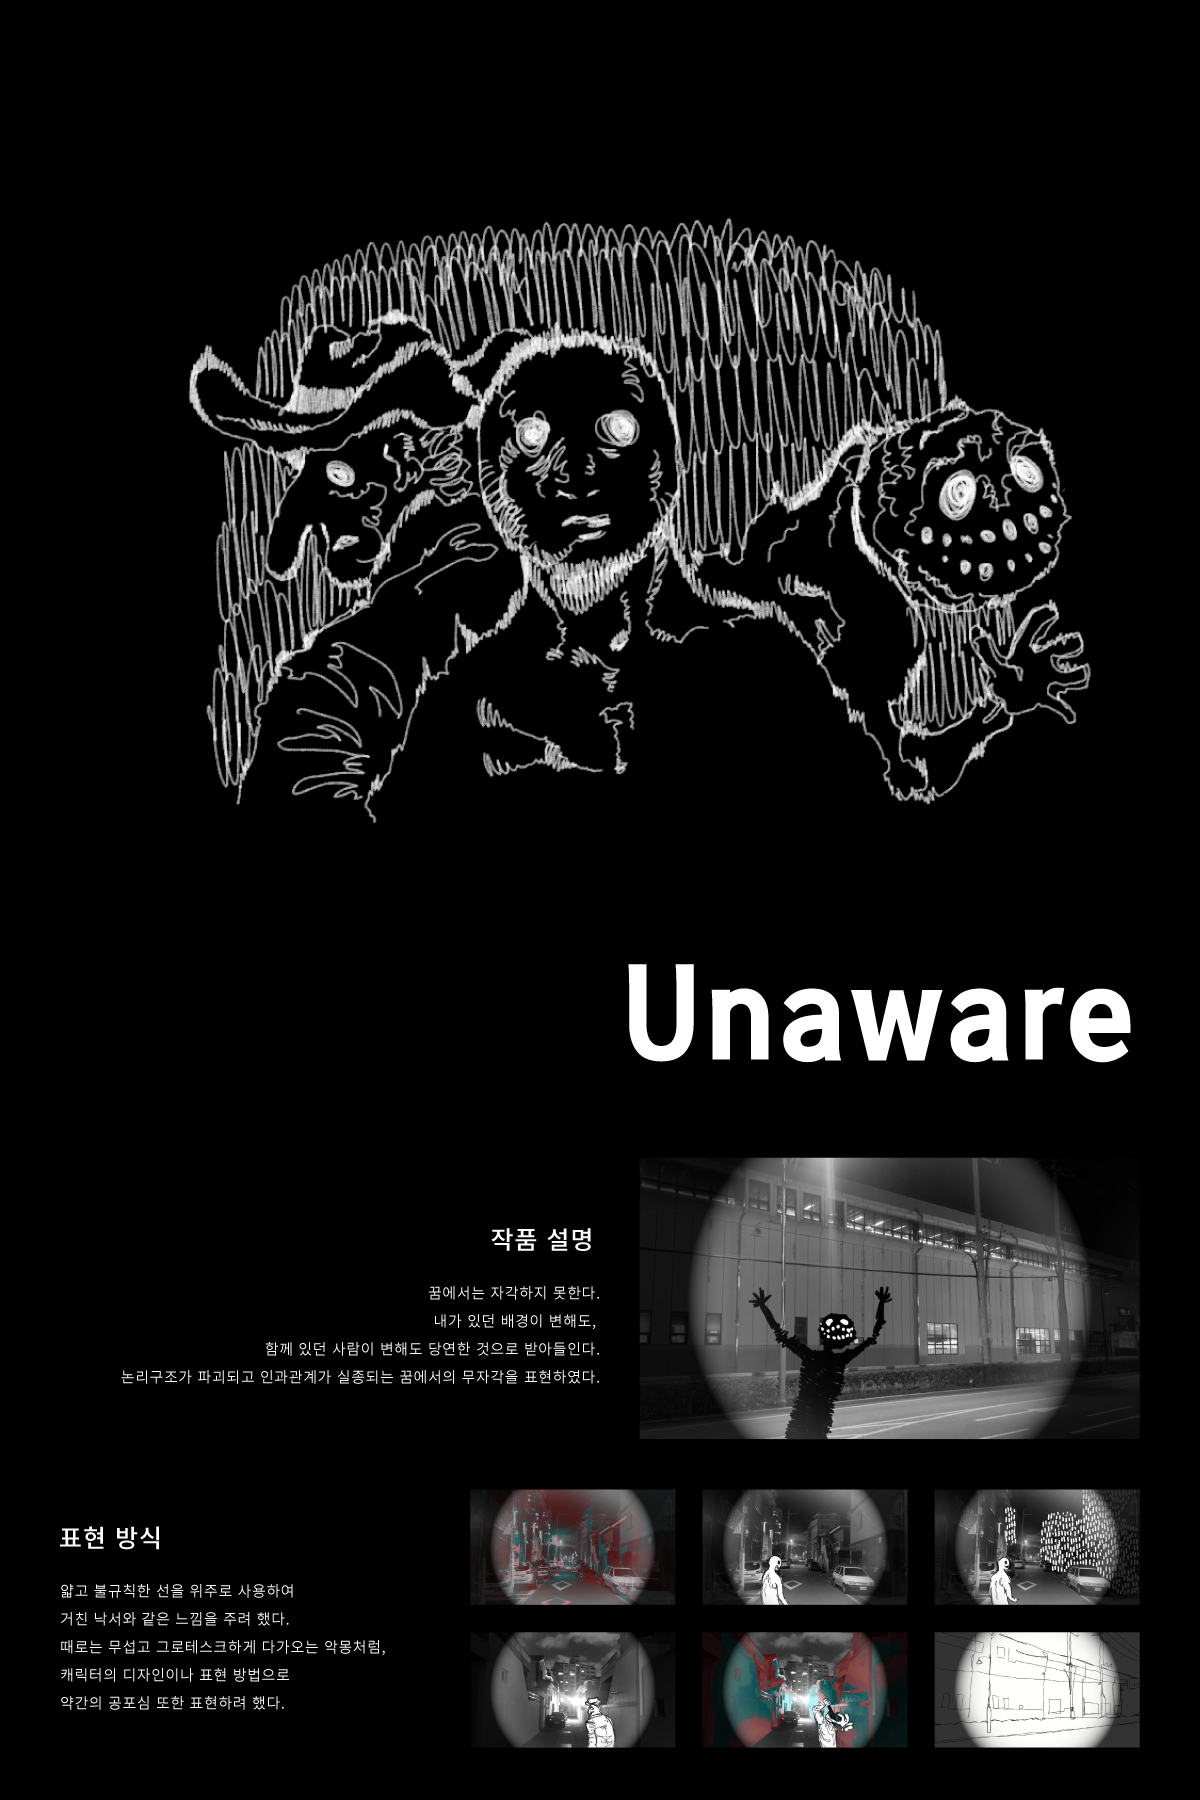 Unaware
작품 설명
꿈에서는 자각하지 못한다.
내가 있던 배경이 변해도,
함께 있던 사람이 변해도 당연한 것으로 받아들인다.
논리구조가 파괴되고 인과관계가 실종되는 꿈에서의 무자각을 표현하였다.
표현 방식
얇고 불규칙한 선을 위주로 사용하여
거친 낙서와 같은 느낌을 주려 했다.
때로는 무섭고 그로테스크하게 다가오는 악몽처럼,
캐릭터의 디자인이나 표현 방법으로
약간의 공포심 또한 표현하려 했다.